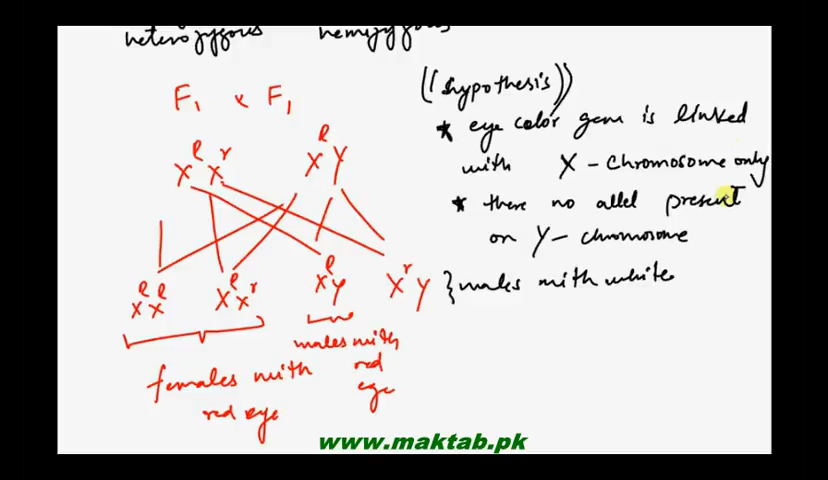 heterozygous hemizygous
F1 x F1
((hypothesis))
* eye color gene is linked
with X - chromosome only
* there no allel present
on Y - chromosome
X^R X^r X^R Y
X^R X^R X^R X^r X^R Y X^r Y } males with white
females with
red eye
males with
red
eye
www.maktab.pk